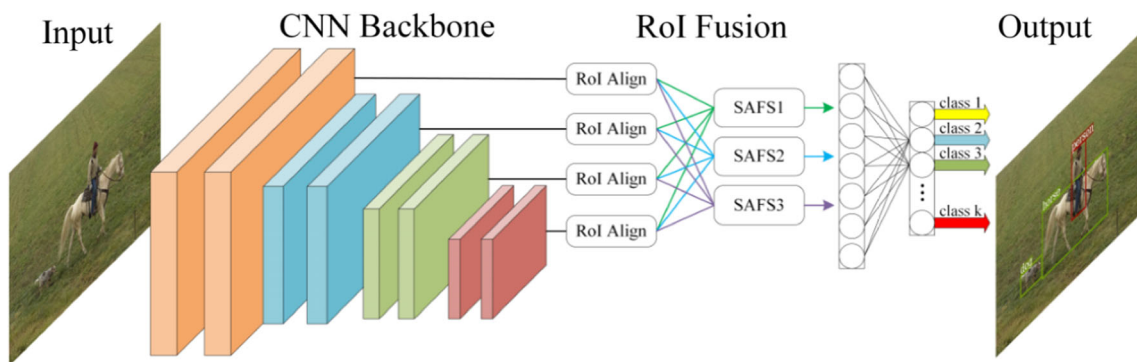 Input
CNN Backbone
RoI Fusion
Output
RoI Align
RoI Align
RoI Align
RoI Align
SAFS1
SAFS2
SAFS3
class 1
class 2
class 3
class k
person
horse
dog